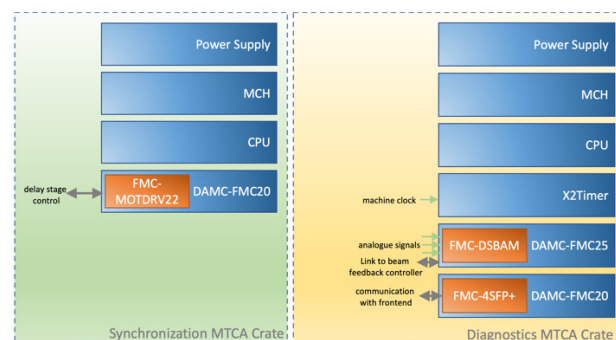 Power Supply
MCH
CPU
FMC-
MOTDRV22
DAMC-FMC20
delay stage
control
Synchronization MTCA Crate
Power Supply
MCH
CPU
X2Timer
machine clock
FMC-DSBAM
DAMC-FMC25
analogue signals
Link to beam
feedback controller
FMC-4SFP+
DAMC-FMC20
communication
with frontend
Diagnostics MTCA Crate